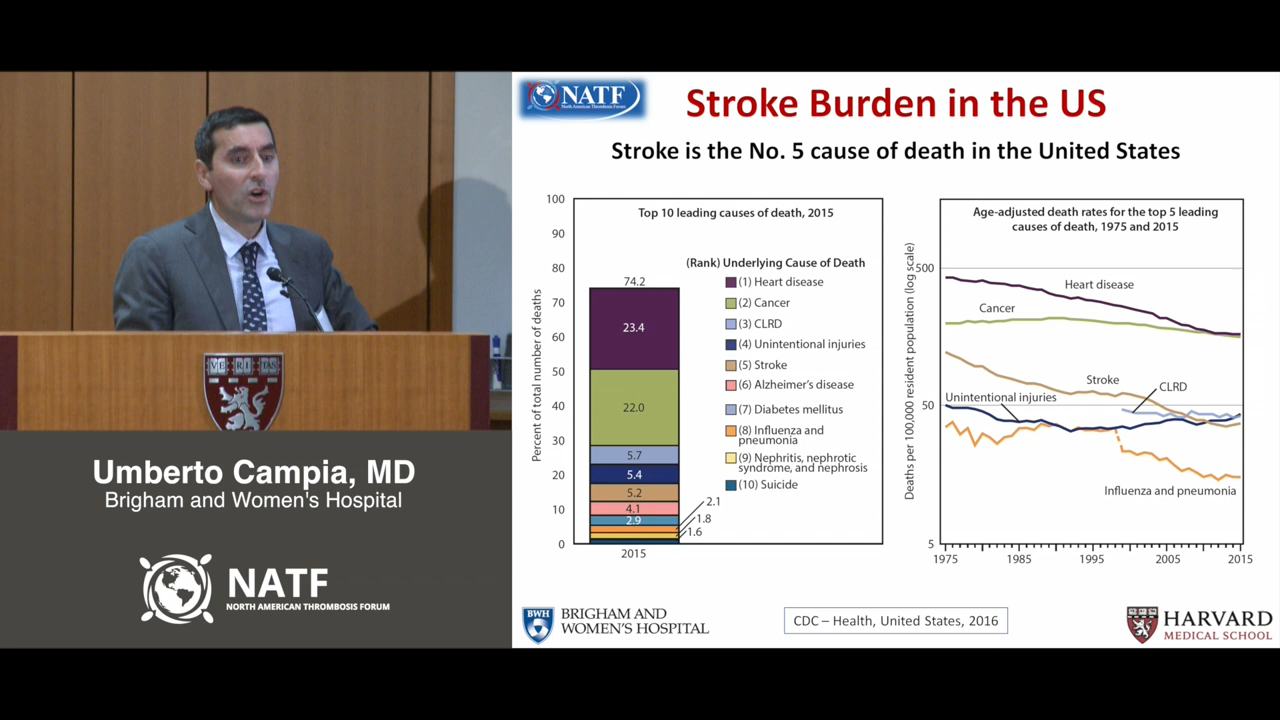 VE RI TAS
Umberto Campia, MD
Brigham and Women's Hospital
NATF
NORTH AMERICAN THROMBOSIS FORUM
NATF
North American Thrombosis Forum
Stroke Burden in the US
Stroke is the No. 5 cause of death in the United States
Percent of total number of deaths
100
90
80
70
60
50
40
30
20
10
0
Top 10 leading causes of death, 2015
(Rank) Underlying Cause of Death
(1) Heart disease
(2) Cancer
(3) CLRD
(4) Unintentional injuries
(5) Stroke
(6) Alzheimer's disease
(7) Diabetes mellitus
(8) Influenza and
pneumonia
(9) Nephritis, nephrotic
syndrome, and nephrosis
(10) Suicide
74.2
23.4
22.0
5.7
5.4
5.2
4.1
2.9
2.1
1.8
1.6
2015
Deaths per 100,000 resident population (log scale)
Age-adjusted death rates for the top 5 leading
causes of death, 1975 and 2015
500
50
5
Heart disease
Cancer
Stroke
CLRD
Unintentional injuries
Influenza and pneumonia
1975
1985
1995
2005
2015
BWH
BRIGHAM AND
WOMEN'S HOSPITAL
CDC – Health, United States, 2016
HARVARD
MEDICAL SCHOOL